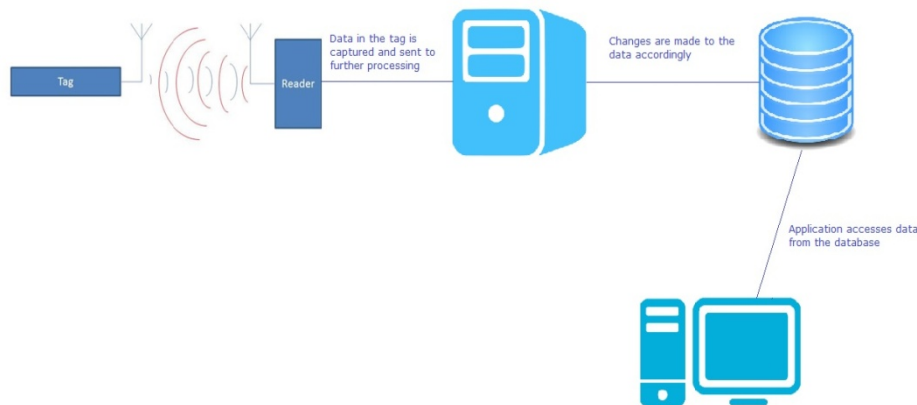 Tag
Reader
Data in the tag is
captured and sent to
further processing
Changes are made to the
data accordingly
Application accesses data
from the database